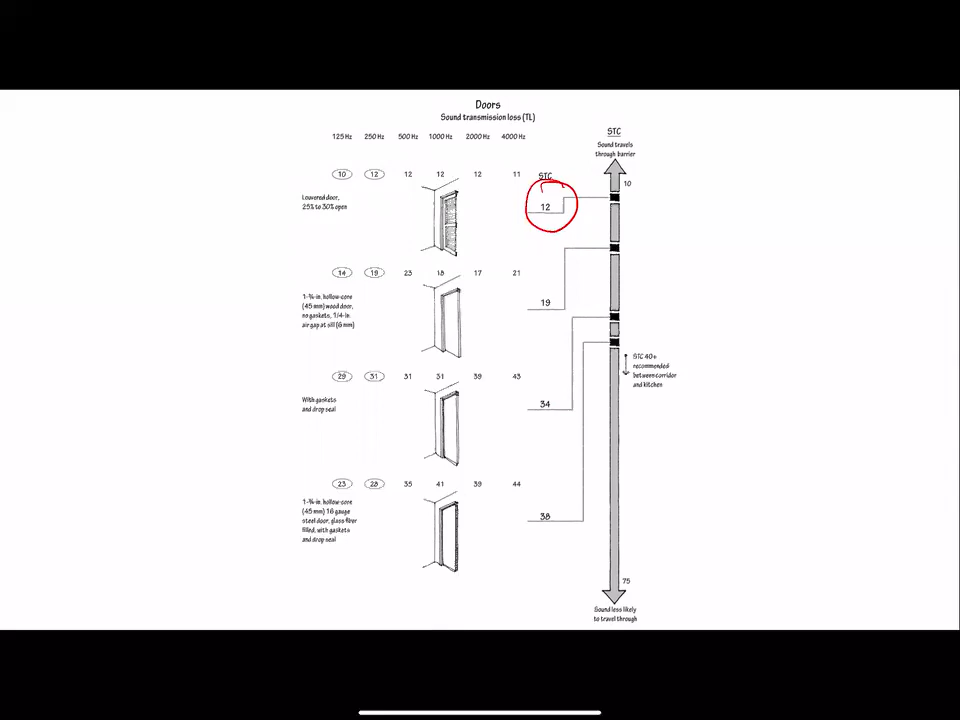 Doors
Sound transmission loss (TL)
125 Hz 250 Hz 500 Hz 1000 Hz 2000 Hz 4000 Hz
STC
Sound travels
through barrier
10
10 12 12 12 12 11
STC
12
Louvered door,
25% to 30% open
14 19 23 18 17 21
19
1-¾-in. hollow-core
(45 mm) wood door,
no gaskets, 1/4-in.
air gap at sill (6 mm)
STC 40+
recommended
between corridor
and kitchen
29 31 31 31 39 43
34
With gaskets
and drop seal
23 28 35 41 39 44
38
1-¾-in. hollow-core
(45 mm) 16 gauge
steel door, glass fiber
filled, with gaskets
and drop seal
75
Sound less likely
to travel through